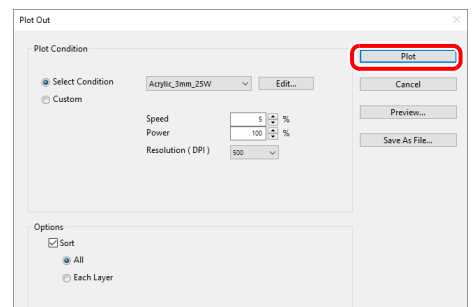 Plot Out
Plot Condition
Plot
Select Condition Acrylic_3mm_25W Edit... Cancel
Custom
Preview...
Speed 5 %
Power 100 %
Save As File...
Resolution ( DPI ) 500
Options
Sort
All
Each Layer